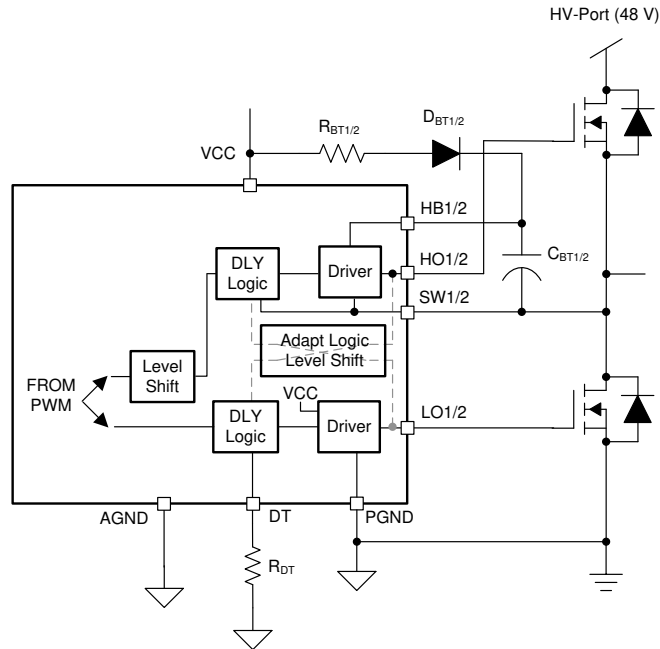 HV-Port (48 V)
RBT1/2
DBT1/2
VCC
HB1/2
HO1/2
CBT1/2
SW1/2
DLY
Logic
Driver
Adapt Logic
Level Shift
Level
Shift
FROM
PWM
VCC
DLY
Logic
Driver
LO1/2
AGND
DT
PGND
RDT